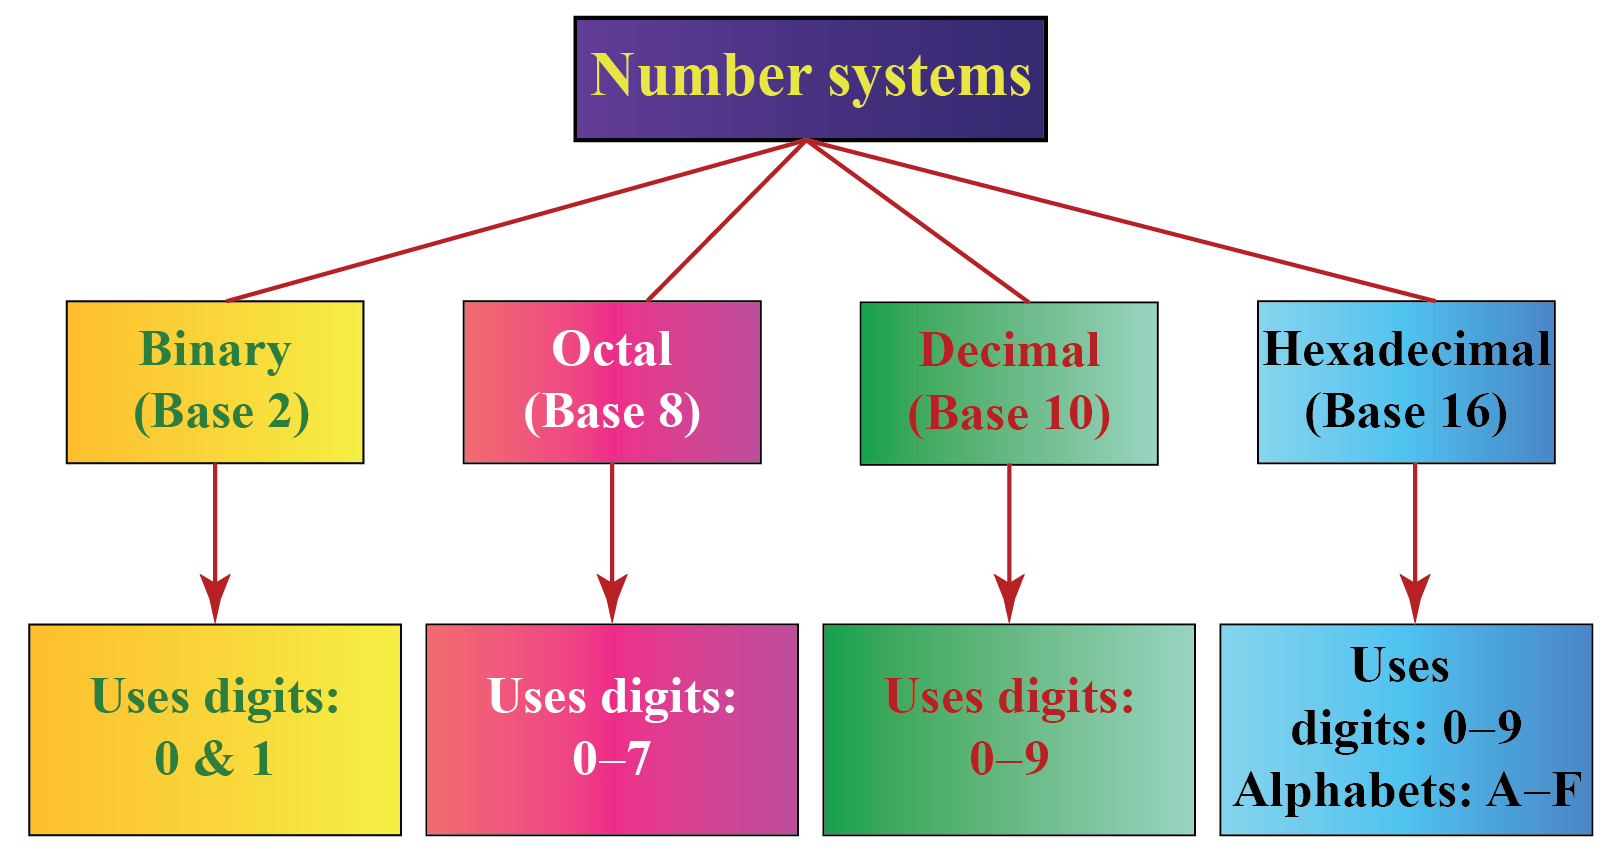 Number systems
Binary
(Base 2)
Octal
(Base 8)
Decimal
(Base 10)
Hexadecimal
(Base 16)
Uses digits:
0 & 1
Uses digits:
0–7
Uses digits:
0–9
Uses
digits: 0–9
Alphabets: A–F